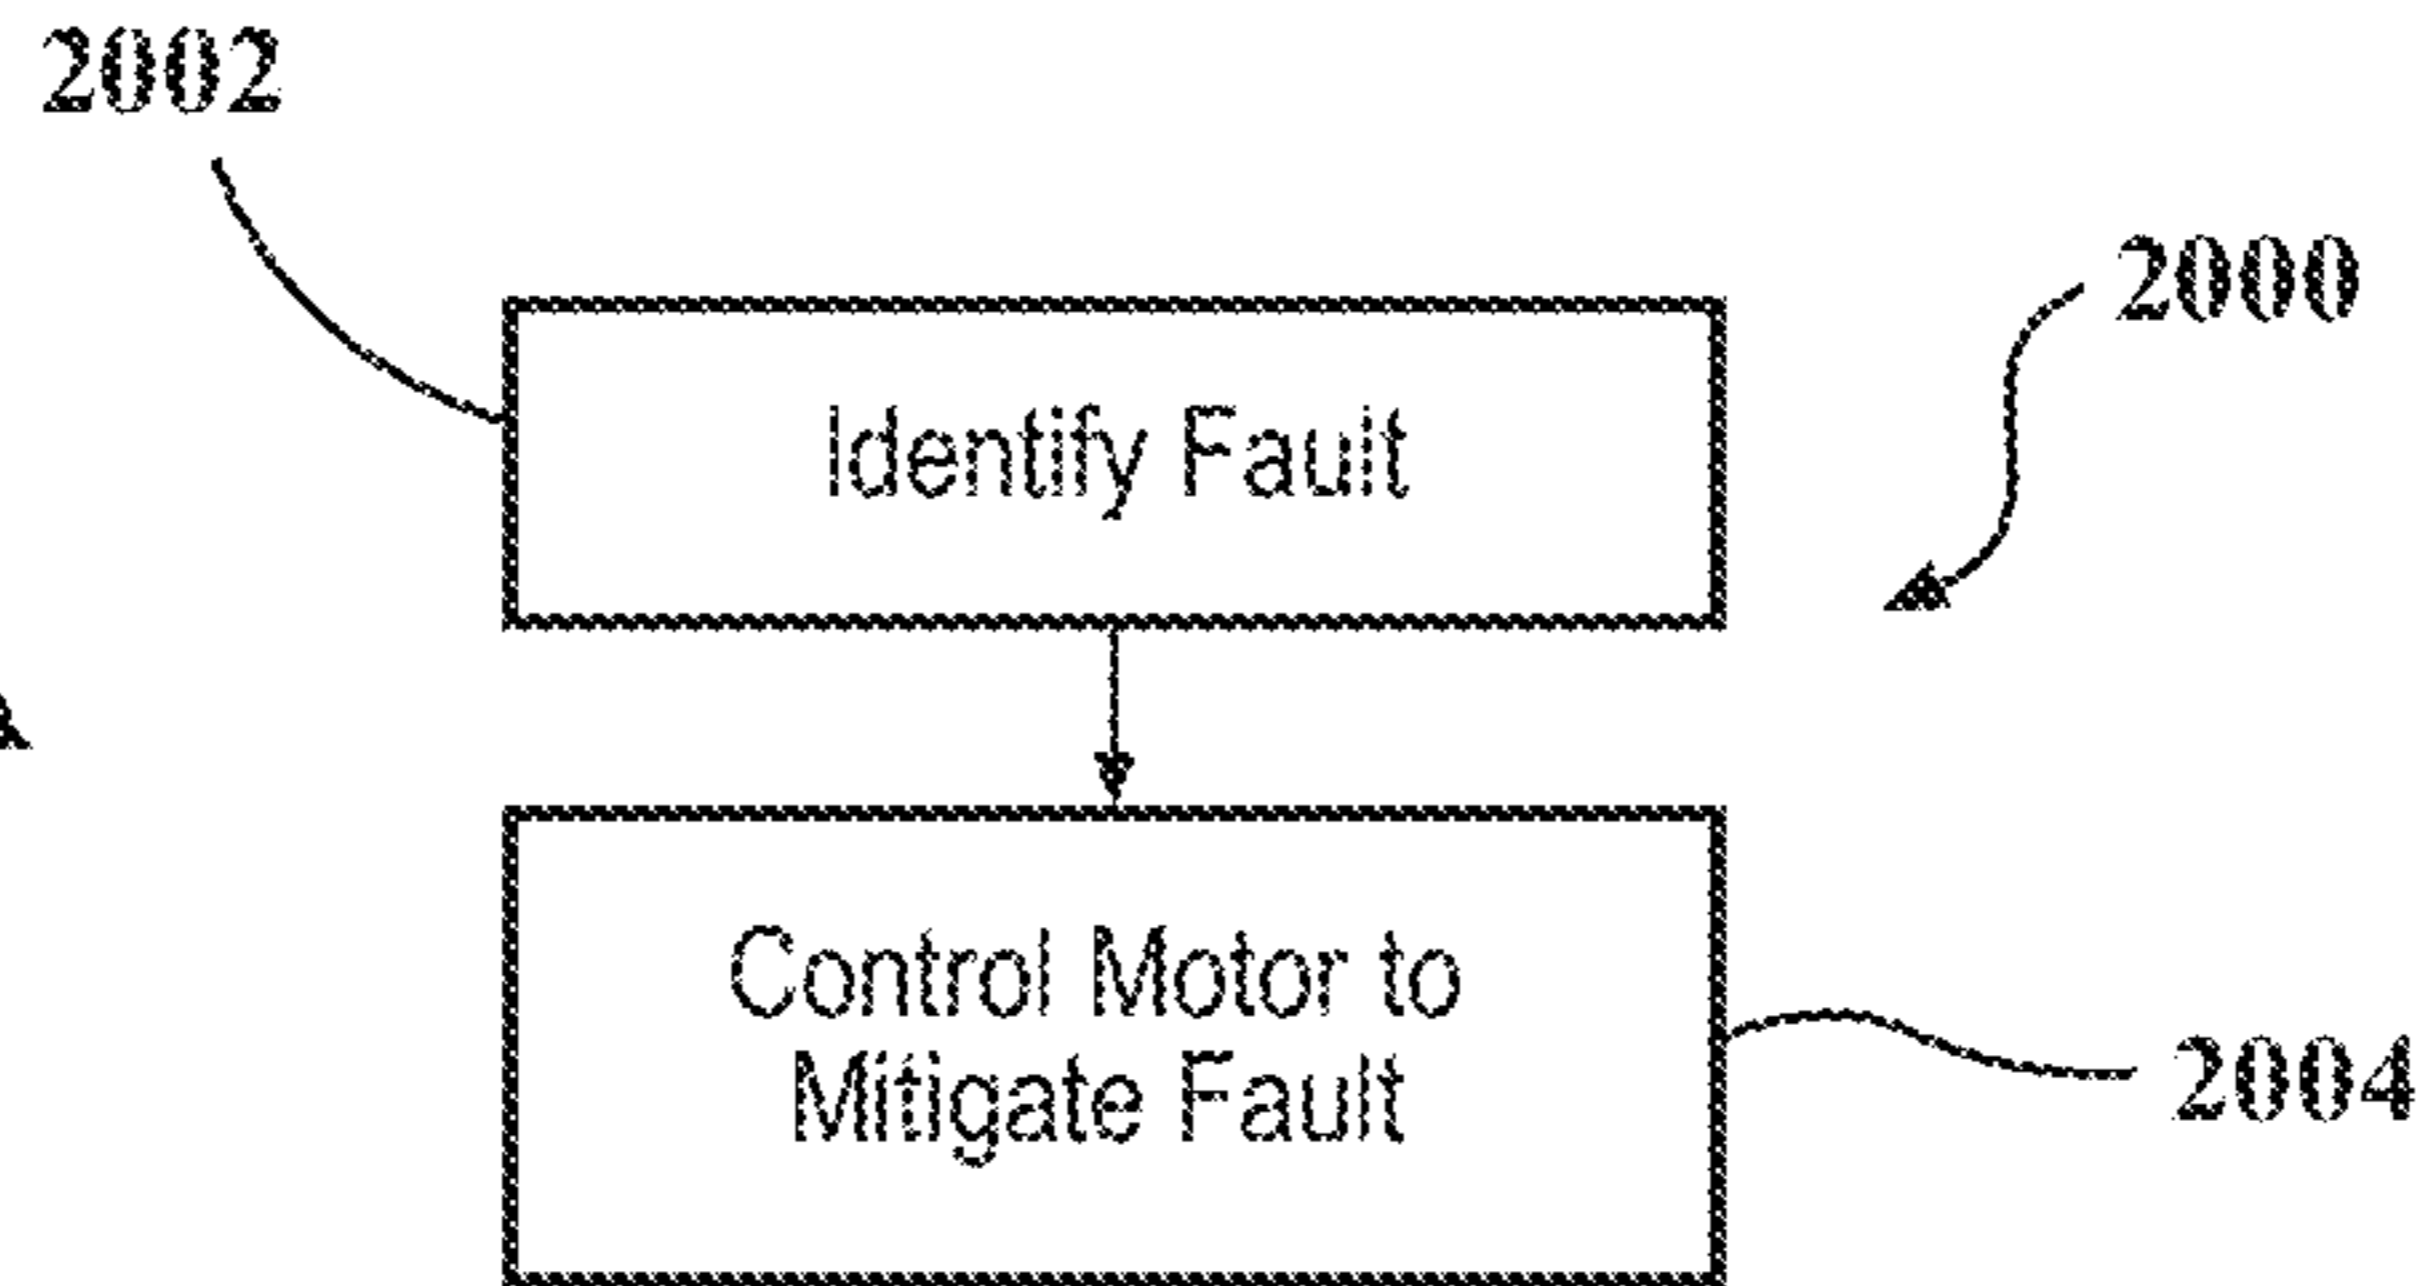 2002
2000
Identify Fault
Control Motor to
Mitigate Fault
2004